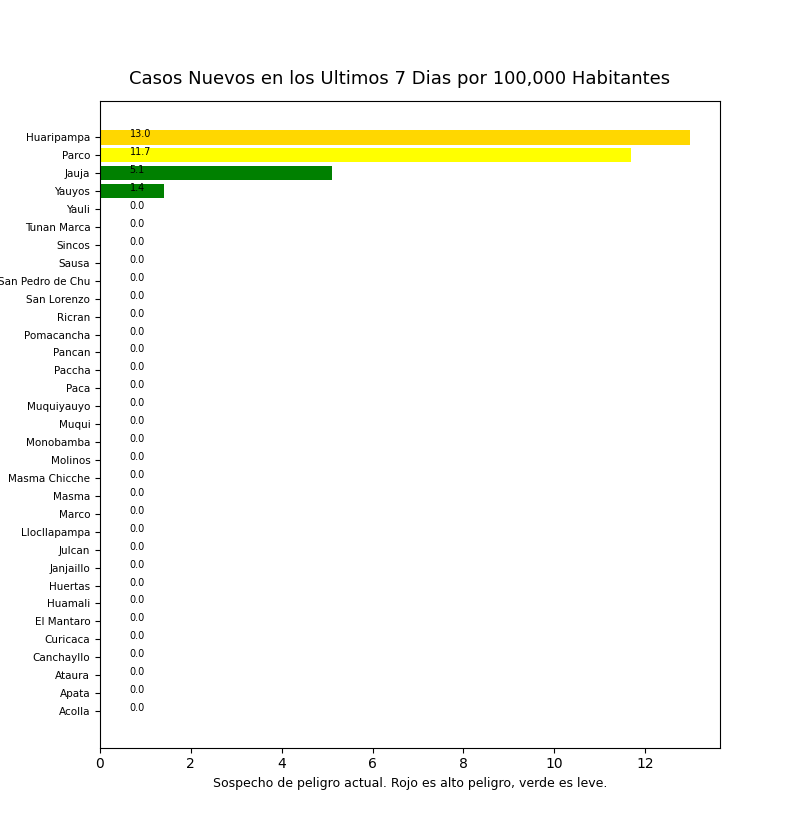 Casos Nuevos en los Ultimos 7 Dias por 100,000 Habitantes
Huaripampa 13.0
Parco 11.7
Jauja 5.1
Yauyos 1.4
Yauli 0.0
Tunan Marca 0.0
Sincos 0.0
Sausa 0.0
San Pedro de Chu 0.0
San Lorenzo 0.0
Ricran 0.0
Pomacancha 0.0
Pancan 0.0
Paccha 0.0
Paca 0.0
Muquiyauyo 0.0
Muqui 0.0
Monobamba 0.0
Molinos 0.0
Masma Chicche 0.0
Masma 0.0
Marco 0.0
Llocllapampa 0.0
Julcan 0.0
Janjaillo 0.0
Huertas 0.0
Huamali 0.0
El Mantaro 0.0
Curicaca 0.0
Canchayllo 0.0
Ataura 0.0
Apata 0.0
Acolla 0.0
0 2 4 6 8 10 12
Sospecho de peligro actual. Rojo es alto peligro, verde es leve.